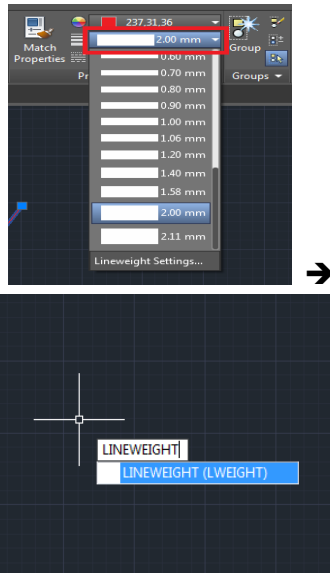 237,31,36
Match
Properties
2.00 mm
Group
0.60 mm
Pr
0.70 mm
Groups
0.80 mm
0.90 mm
1.00 mm
1.06 mm
1.20 mm
1.40 mm
1.58 mm
2.00 mm
2.11 mm
Lineweight Settings...
LINEWEIGHT
LINEWEIGHT (LWEIGHT)